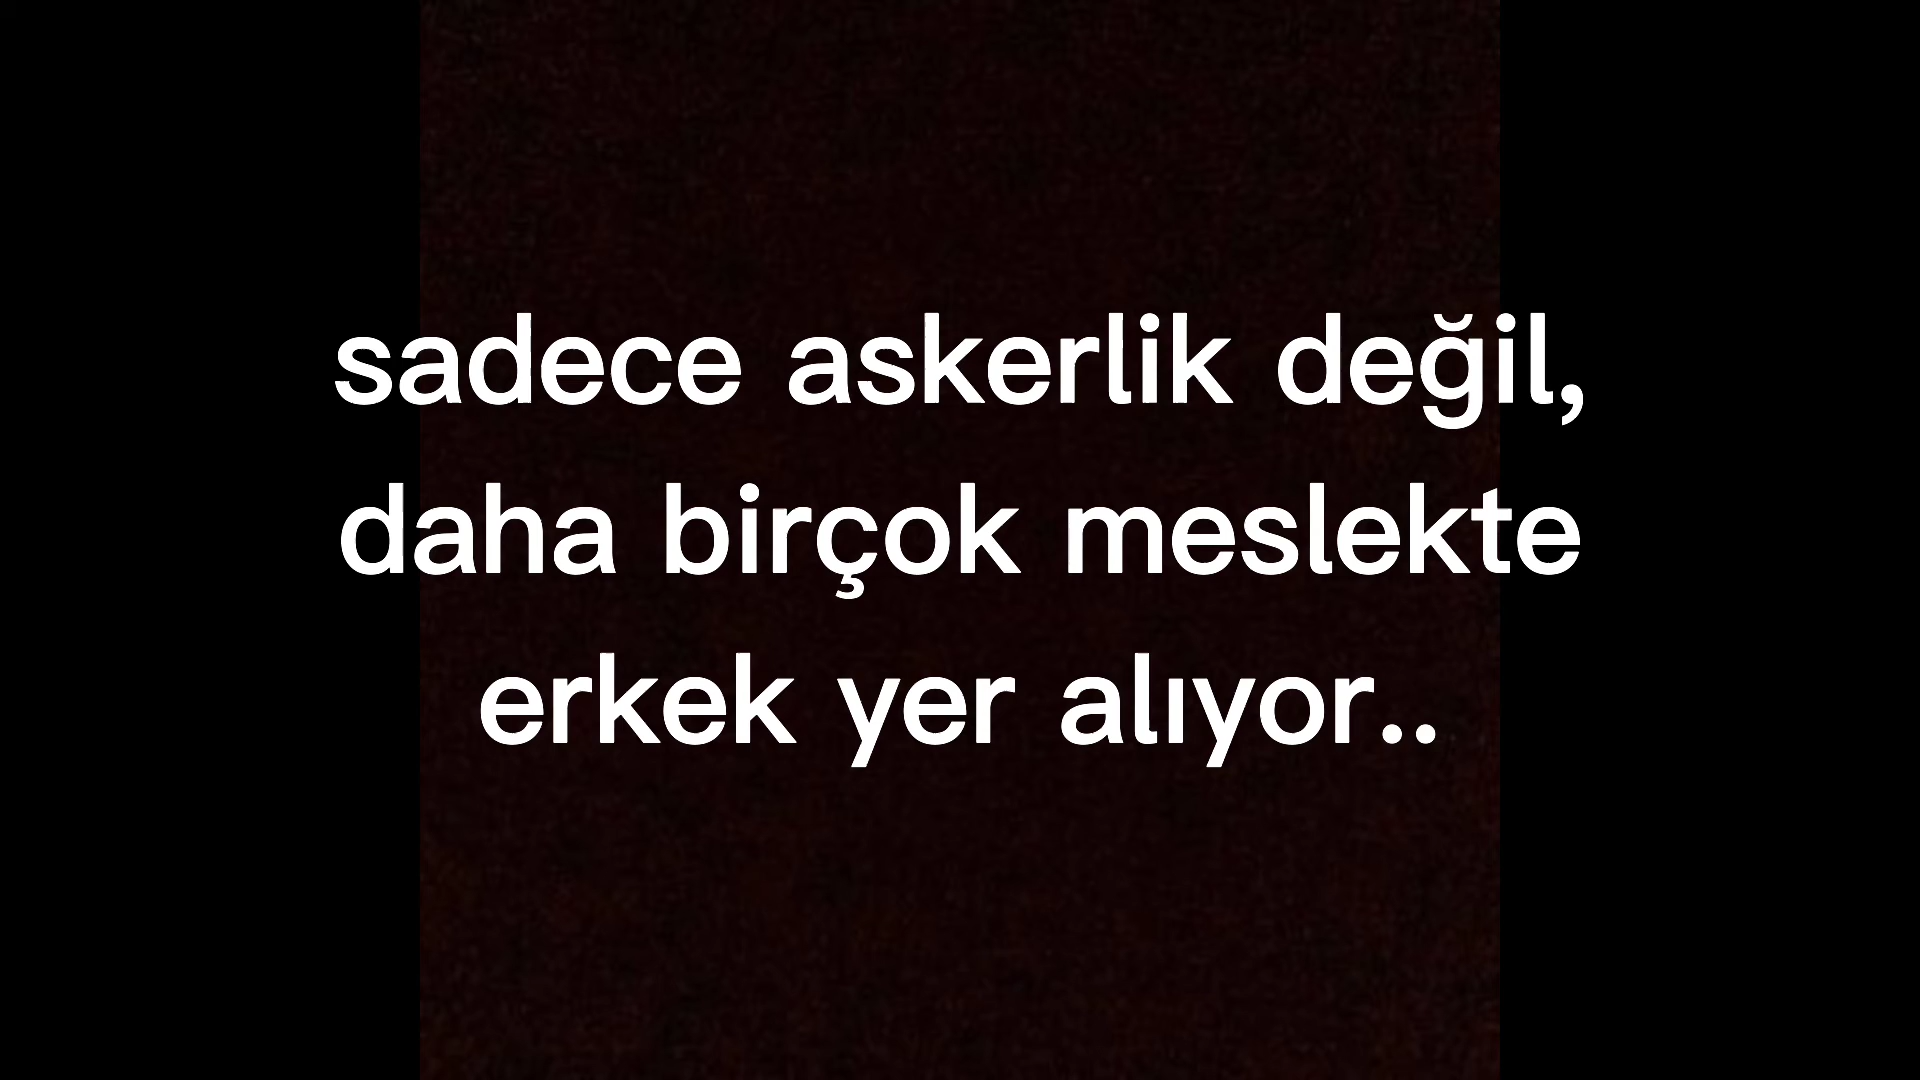 sadece askerlik değil,
daha birçok meslekte
erkek yer alıyor..